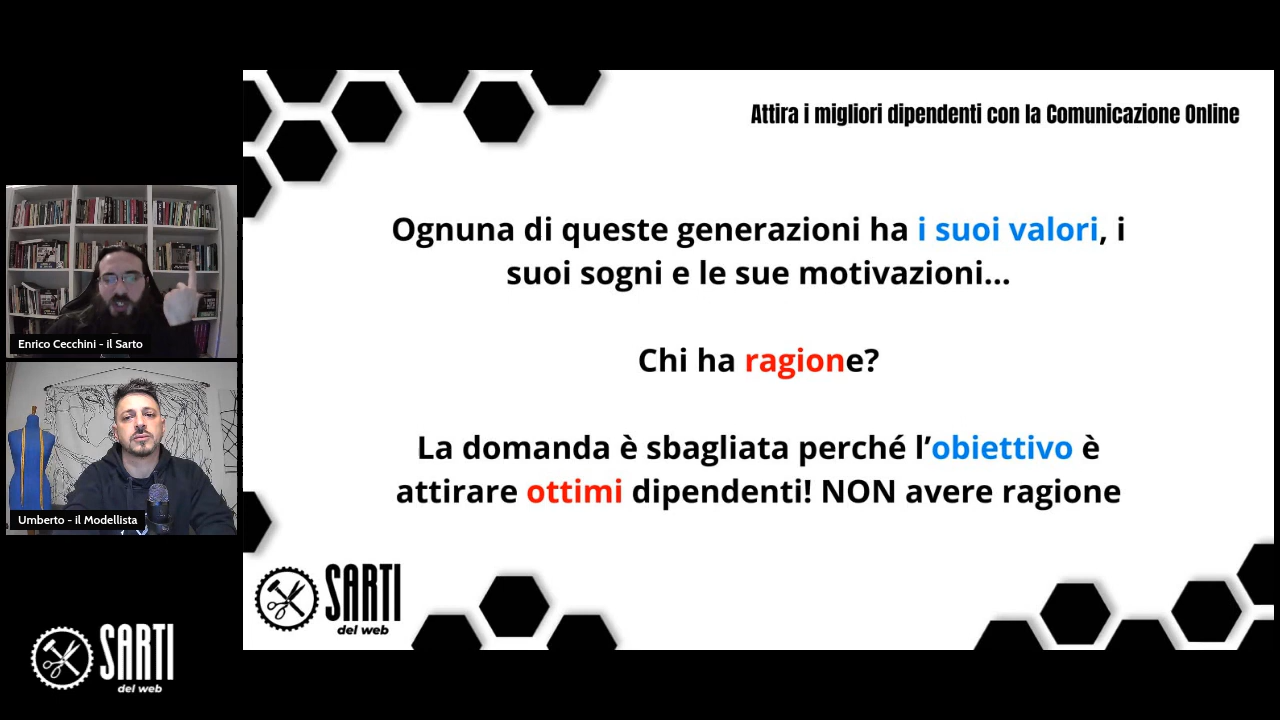 Attira i migliori dipendenti con la Comunicazione Online
Ognuna di queste generazioni ha i suoi valori, i
suoi sogni e le sue motivazioni...
Chi ha ragione?
La domanda è sbagliata perché l’obiettivo è
attirare ottimi dipendenti! NON avere ragione
Enrico Cecchini - il Sarto
Umberto - il Modellista
SARTI
del web
SARTI
del web